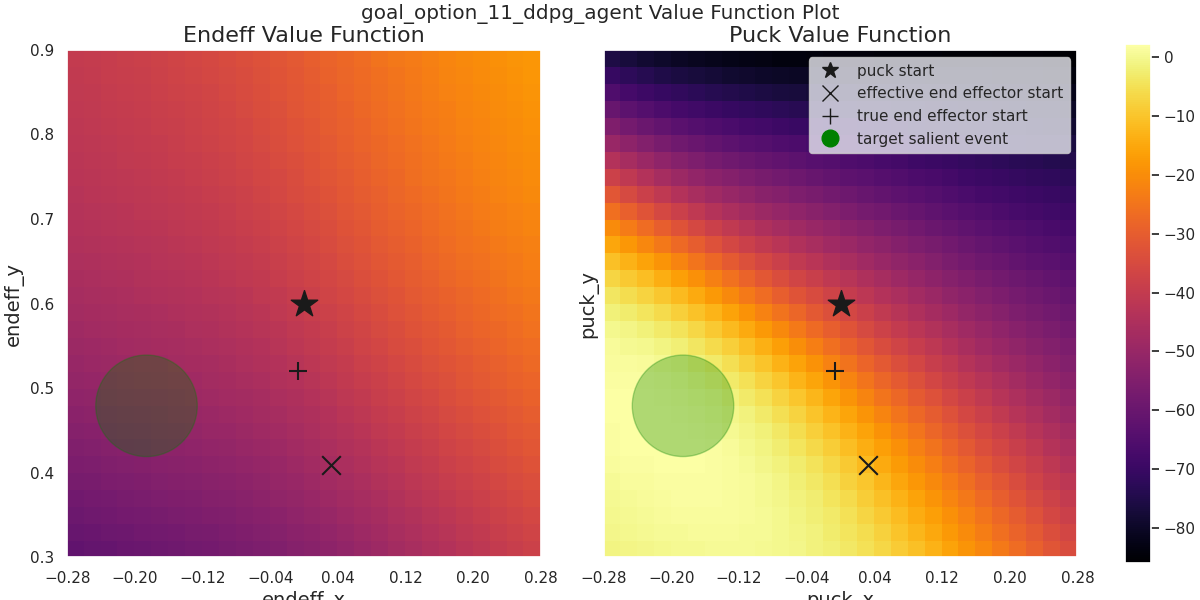 goal_option_11_ddpg_agent Value Function Plot
Endeff Value Function
Puck Value Function
puck start
effective end effector start
true end effector start
target salient event
endeff_y
0.9
0.8
0.7
0.6
0.5
0.4
0.3
−0.28 −0.20 −0.12 −0.04 0.04 0.12 0.20 0.28
endeff_x
puck_y
−0.28 −0.20 −0.12 −0.04 0.04 0.12 0.20 0.28
puck_x
0
−10
−20
−30
−40
−50
−60
−70
−80